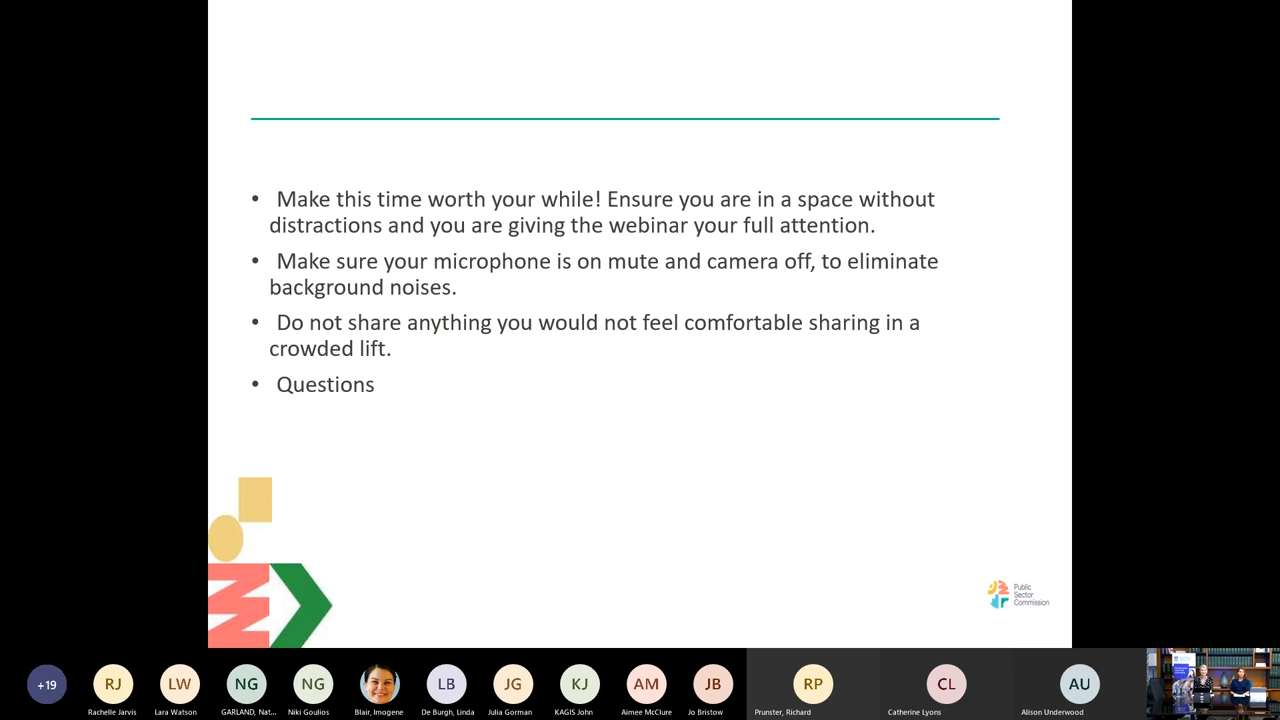 • Make this time worth your while! Ensure you are in a space without
distractions and you are giving the webinar your full attention.
• Make sure your microphone is on mute and camera off, to eliminate
background noises.
• Do not share anything you would not feel comfortable sharing in a
crowded lift.
• Questions
Public
Sector
Commission
+19 RJ LW NG NG LB JG KJ AM JB RP CL AU
Rachelle Jarvis Lara Watson GARLAND, Nat... Niki Goulios Blair, Imogene De Burgh, Linda Julia Gorman KAGIS John Aimee McClure Jo Bristow Prunster, Richard Catherine Lyons Alison Underwood